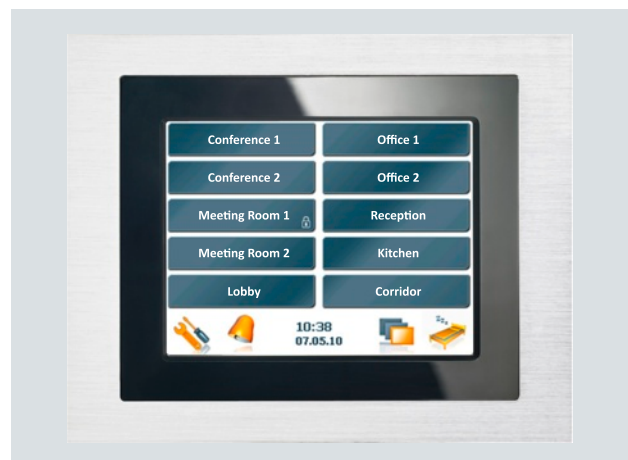 Conference 1
Office 1
Conference 2
Office 2
Meeting Room 1
Reception
Meeting Room 2
Kitchen
Lobby
Corridor
10:38
07.05.10